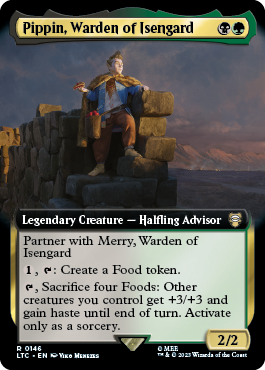 Pippin, Warden of Isengard
Legendary Creature — Halfling Advisor
Partner with Merry, Warden of
Isengard
1, T: Create a Food token.
T, Sacrifice four Foods: Other
creatures you control get +3/+3 and
gain haste until end of turn. Activate
only as a sorcery.
2/2
R 0146
LTC • EN Viko Menezes
© MEE
™ & © 2023 Wizards of the Coast